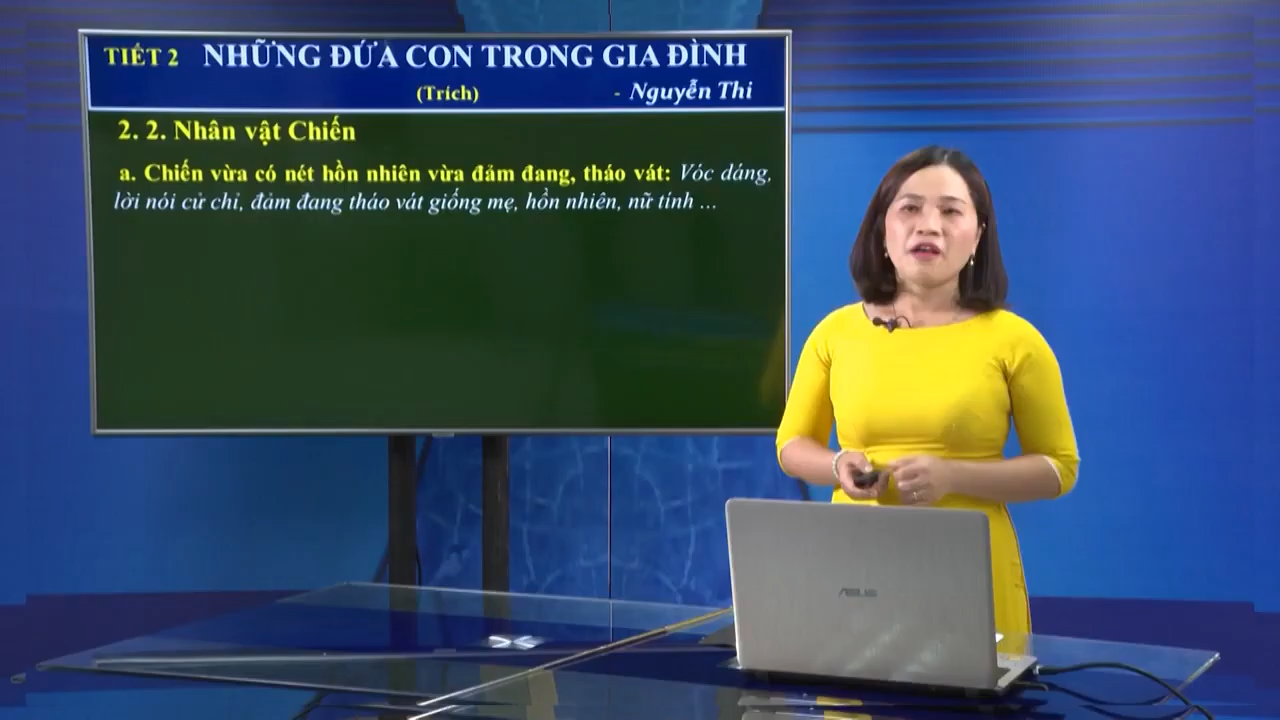 TIẾT 2 NHỮNG ĐỨA CON TRONG GIA ĐÌNH
(Trích) - Nguyễn Thi
2. 2. Nhân vật Chiến
a. Chiến vừa có nét hồn nhiên vừa đảm đang, tháo vát: Vóc dáng,
lời nói cử chỉ, đảm đang tháo vát giống mẹ, hồn nhiên, nữ tính ...
ASUS